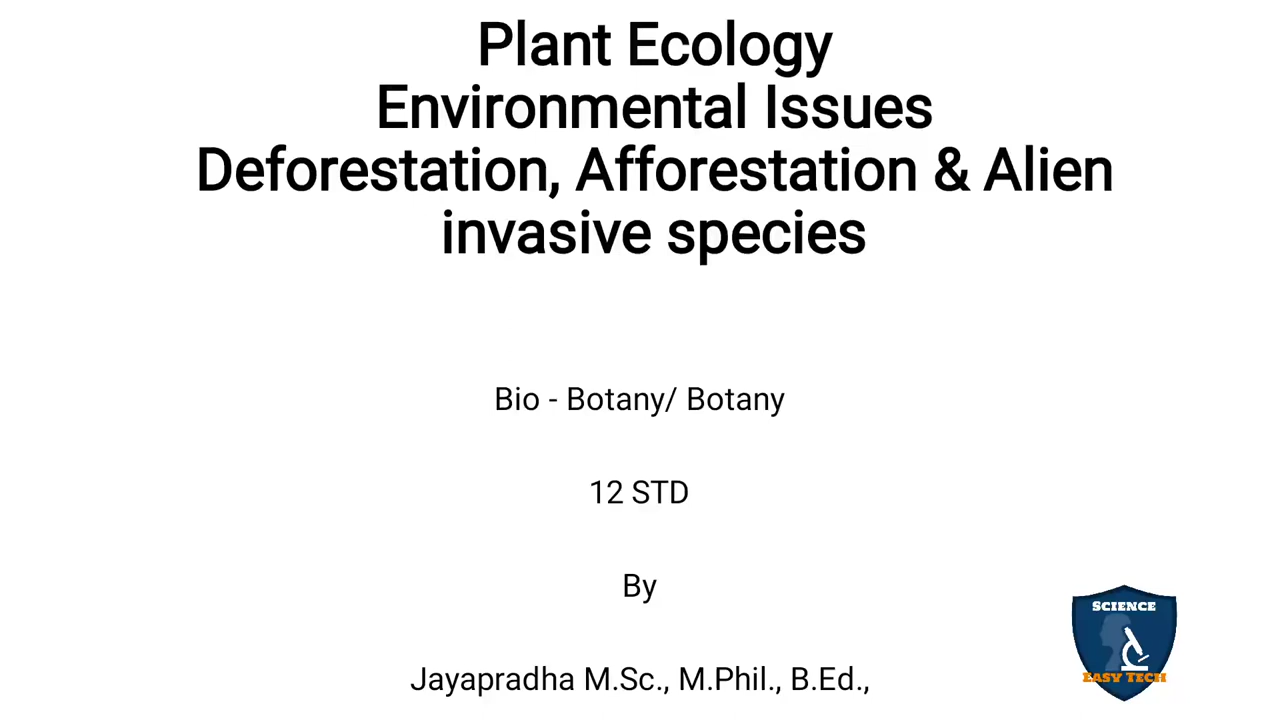 Plant Ecology
Environmental Issues
Deforestation, Afforestation & Alien
invasive species
Bio - Botany/ Botany
12 STD
By
Jayapradha M.Sc., M.Phil., B.Ed.,
SCIENCE
EASY TECH